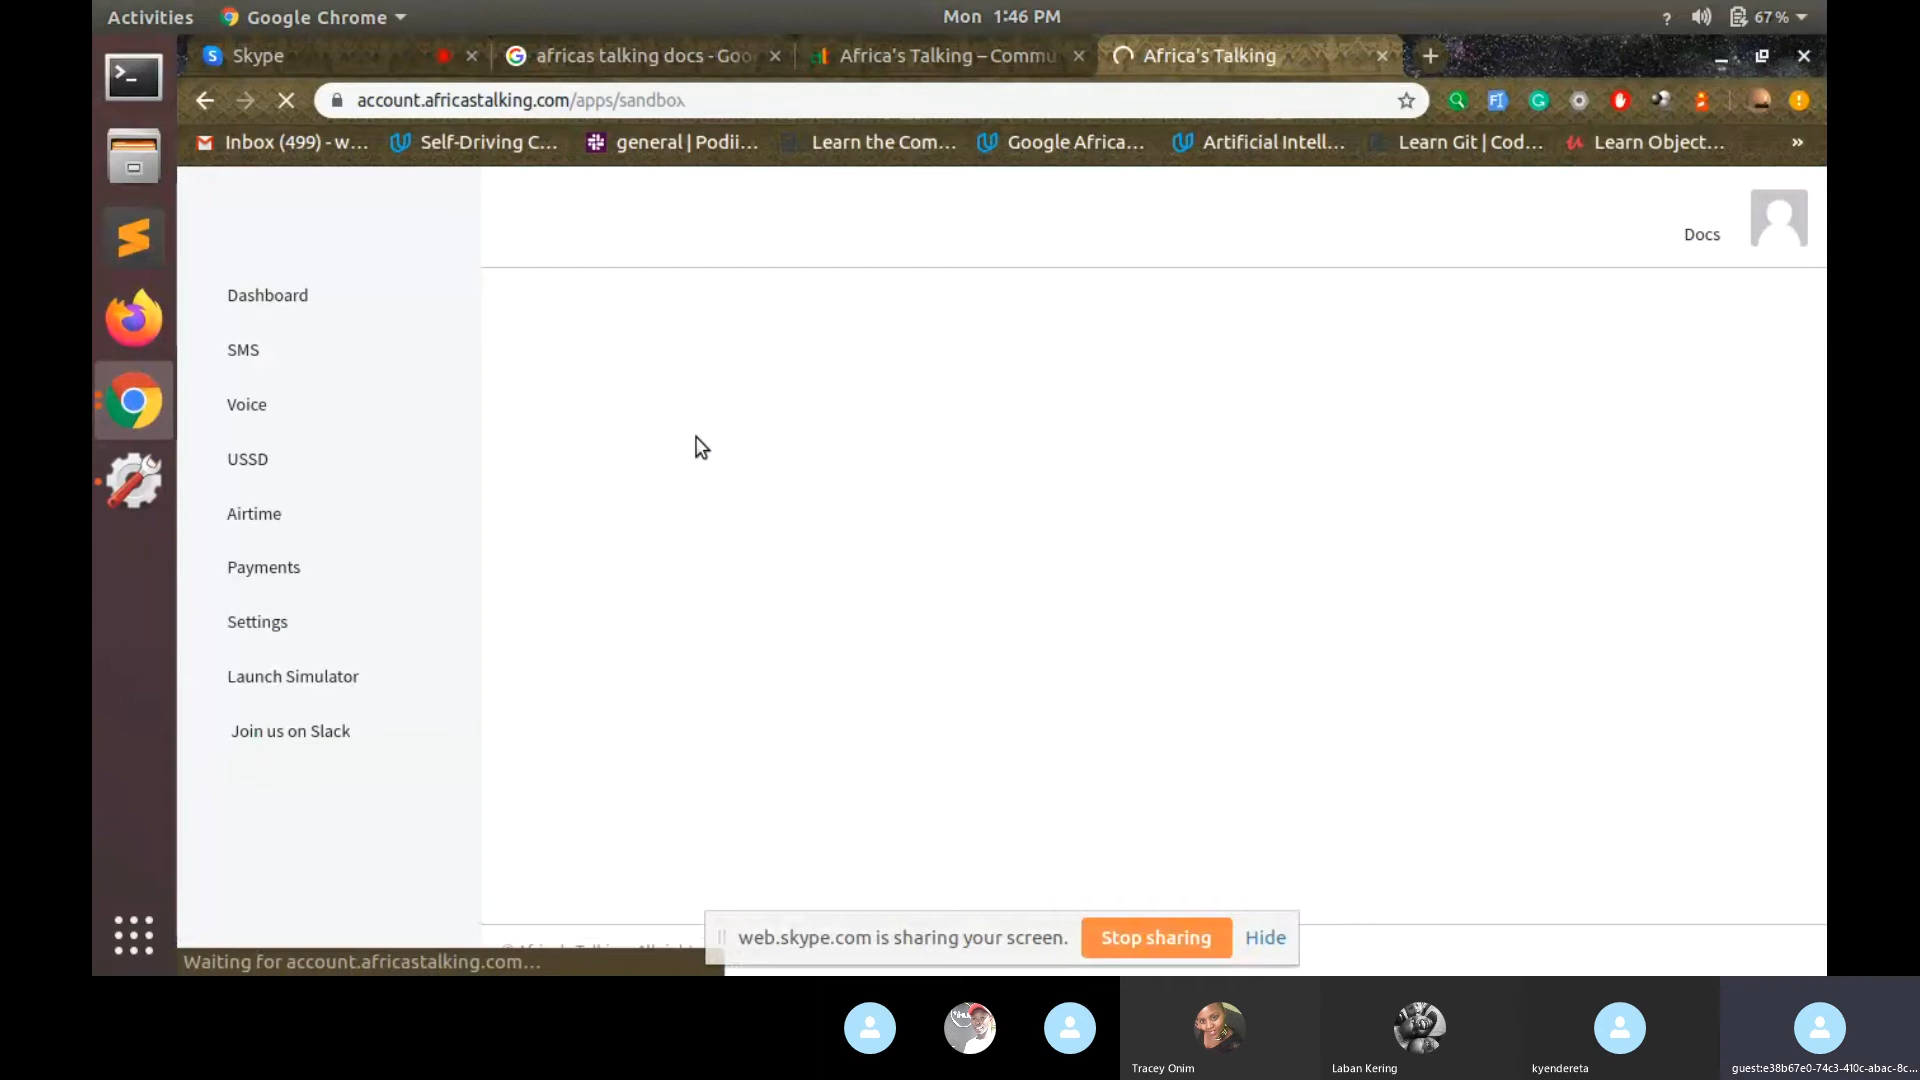 Activities
Google Chrome
Mon 1:46 PM
?
67%
Skype
africas talking docs - Goo
Africa's Talking – Commu
Africa's Talking
account.africastalking.com/apps/sandbox
Inbox (499) - w...
Self-Driving C...
general | Podii...
Learn the Com...
Google Africa...
Artificial Intell...
Learn Git | Cod...
Learn Object...
»
Docs
Dashboard
SMS
Voice
USSD
Airtime
Payments
Settings
Launch Simulator
Join us on Slack
web.skype.com is sharing your screen.
Stop sharing
Hide
Waiting for account.africastalking.com...
Tracey Onim
Laban Kering
kyendereta
guest:e38b67e0-74c3-410c-abac-8c...